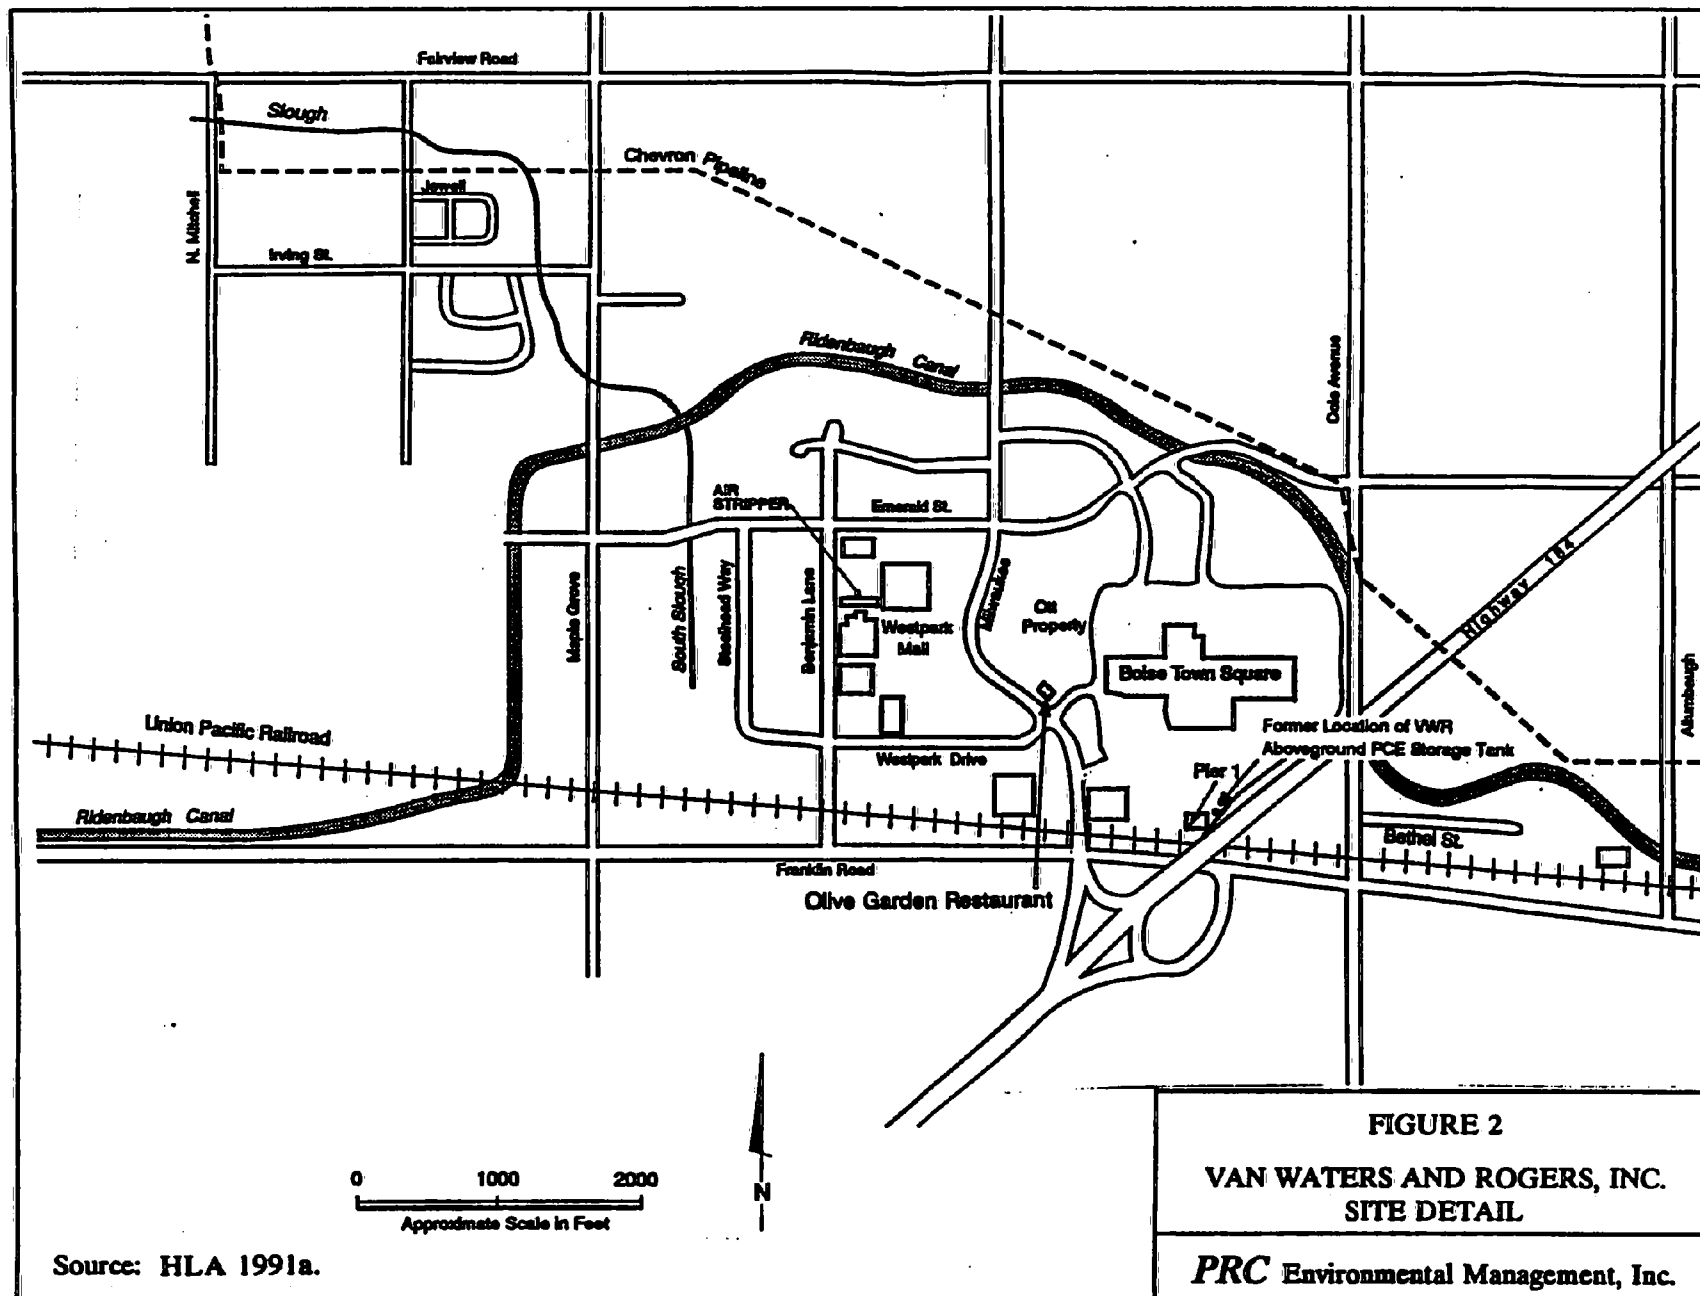 Fairview Road
Slough
Chevron Pipeline
Jewell
N. Mitchell
Irving St.
Ridenbaugh Canal
Cole Avenue
AIR
STRIPPER
Emerald St.
Highway 184
Maple Grove
South Slough
Steelhead Way
Benjamin Lane
Milwaukee
Ott
Property
Westpark
Mall
Boise Town Square
Allumbaugh
Union Pacific Railroad
Former Location of VWR
Aboveground PCE Storage Tank
Westpark Drive
Pier 1
Ridenbaugh Canal
Bethel St.
Franklin Road
Olive Garden Restaurant
0 1000 2000
Approximate Scale in Feet
N
FIGURE 2
VAN WATERS AND ROGERS, INC.
SITE DETAIL
Source: HLA 1991a.
PRC Environmental Management, Inc.